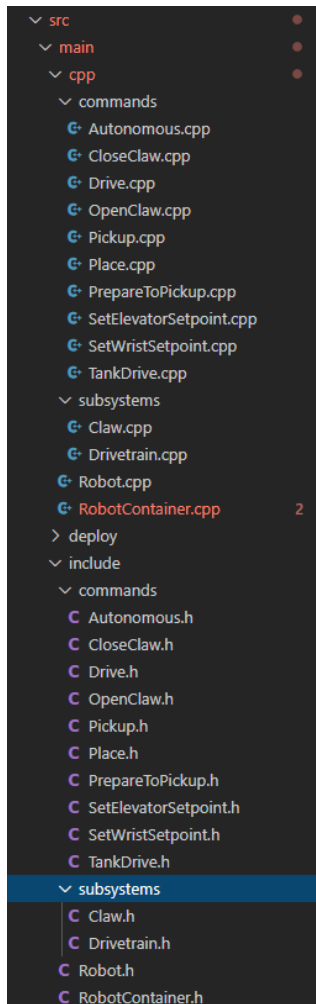 src
main
cpp
commands
Autonomous.cpp
CloseClaw.cpp
Drive.cpp
OpenClaw.cpp
Pickup.cpp
Place.cpp
PrepareToPickup.cpp
SetElevatorSetpoint.cpp
SetWristSetpoint.cpp
TankDrive.cpp
subsystems
Claw.cpp
Drivetrain.cpp
Robot.cpp
RobotContainer.cpp 2
deploy
include
commands
C Autonomous.h
C CloseClaw.h
C Drive.h
C OpenClaw.h
C Pickup.h
C Place.h
C PrepareToPickup.h
C SetElevatorSetpoint.h
C SetWristSetpoint.h
C TankDrive.h
subsystems
C Claw.h
C Drivetrain.h
C Robot.h
C RobotContainer.h